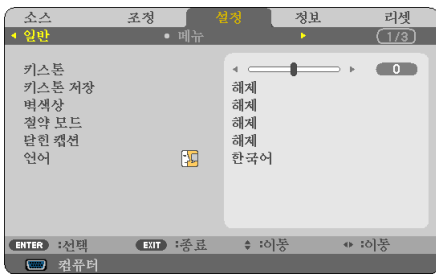 소스 조정 설정 정보 리셋
일반 • 메뉴 (1/3)
키스톤 0
키스톤 저장 해제
벽색상 해제
절약 모드 해제
닫힌 캡션 해제
언어 한국어
ENTER :선택 EXIT :종료 :이동 :이동
컴퓨터